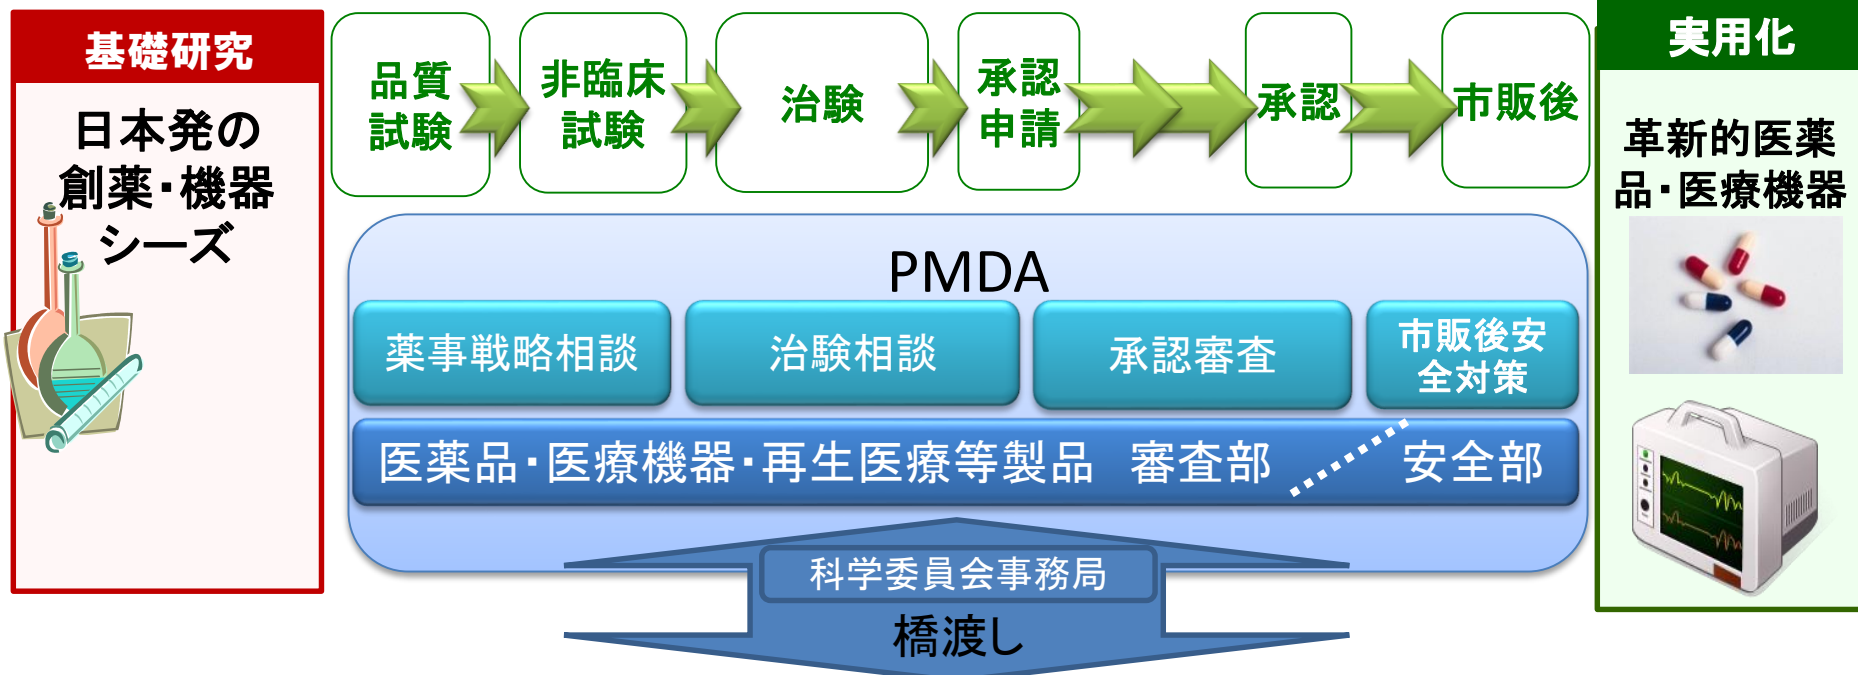 基礎研究
日本発の
創薬・機器
シーズ
品質
試験
非臨床
試験
治験
承認
申請
承認
市販後
実用化
革新的医薬
品・医療機器
PMDA
薬事戦略相談
治験相談
承認審査
市販後安
全対策
医薬品・医療機器・再生医療等製品 審査部
安全部
科学委員会事務局
橋渡し